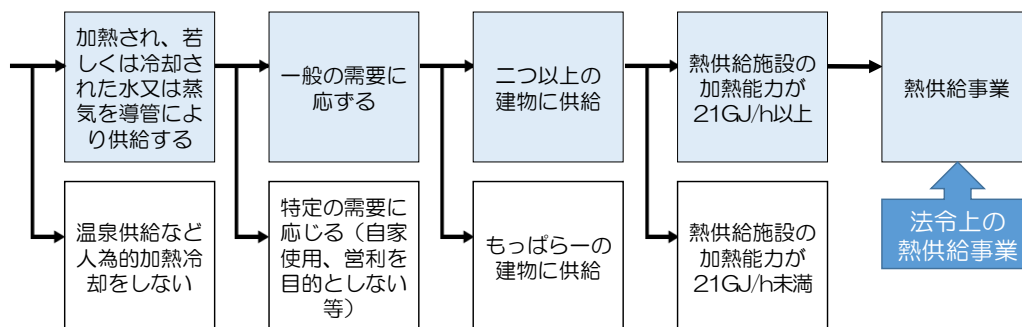 加熱され、若
しくは冷却さ
れた水又は蒸
気を導管によ
り供給する
一般の需要に
応ずる
二つ以上の
建物に供給
熱供給施設の
加熱能力が
21GJ/h以上
熱供給事業
温泉供給など
人為的加熱冷
却をしない
特定の需要に
応じる（自家
使用、営利を
目的としない
等）
もっぱら一の
建物に供給
熱供給施設の
加熱能力が
21GJ/h未満
法令上の
熱供給事業